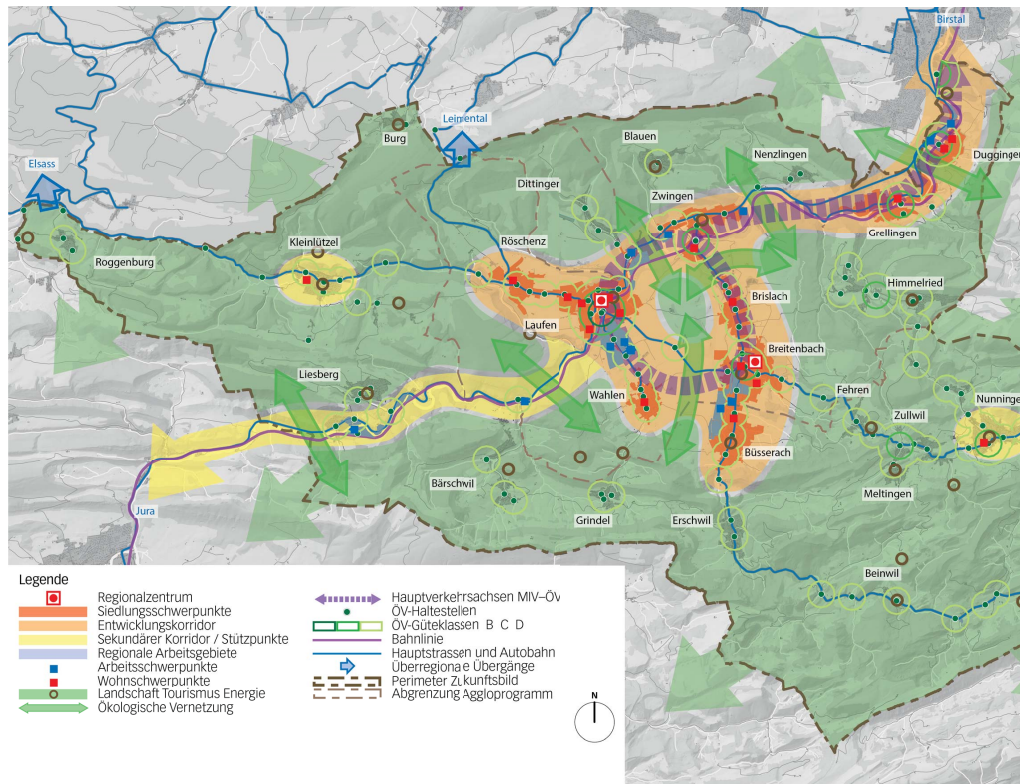 Birstal
Leimental
Burg
Elsass
Blauen
Nenzlingen
Duggingen
Dittingen
Zwingen
Kleinlützel
Röschenz
Grellingen
Roggenburg
Himmelried
Brislach
Laufen
Breitenbach
Liesberg
Wahlen
Fehren
Zullwil
Nunningen
Büsserach
Bärschwil
Meltingen
Jura
Grindel
Erschwil
Beinwil
Legende
Regionalzentrum
Siedlungsschwerpunkte
Entwicklungskorridor
Sekundärer Korridor / Stützpunkte
Regionale Arbeitsgebiete
Arbeitsschwerpunkte
Wohnschwerpunkte
Landschaft Tourismus Energie
Ökologische Vernetzung
Hauptverkehrsachsen MIV–ÖV
ÖV-Haltestellen
ÖV-Güteklassen B C D
Bahnlinie
Hauptstrassen und Autobahn
Überregionale Übergänge
Perimeter Zukunftsbild
Abgrenzung Aggloprogramm
N